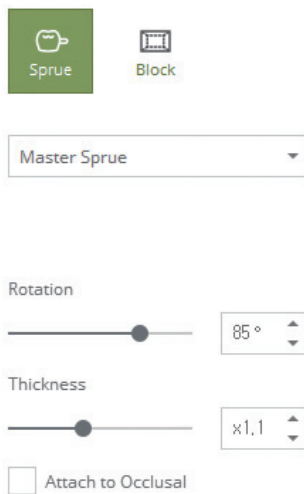 Sprue Block
Master Sprue
Rotation
85 °
Thickness
x1.1
Attach to Occlusal